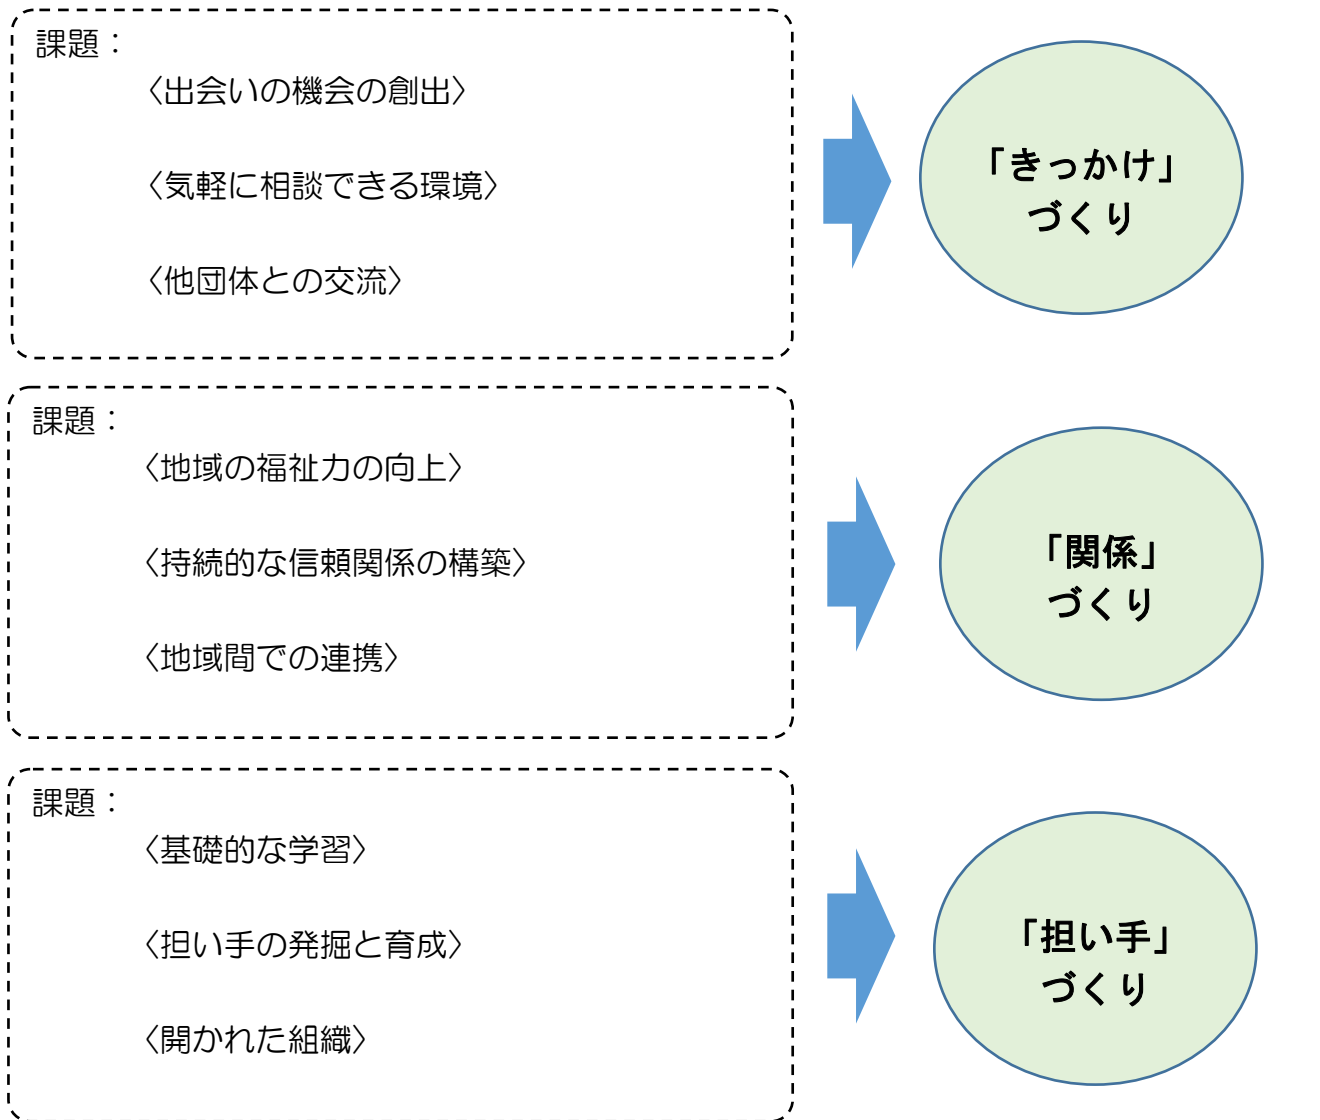 課題：
〈出会いの機会の創出〉
〈気軽に相談できる環境〉
〈他団体との交流〉
「きっかけ」
づくり
課題：
〈地域の福祉力の向上〉
〈持続的な信頼関係の構築〉
〈地域間での連携〉
「関係」
づくり
課題：
〈基礎的な学習〉
〈担い手の発掘と育成〉
〈開かれた組織〉
「担い手」
づくり